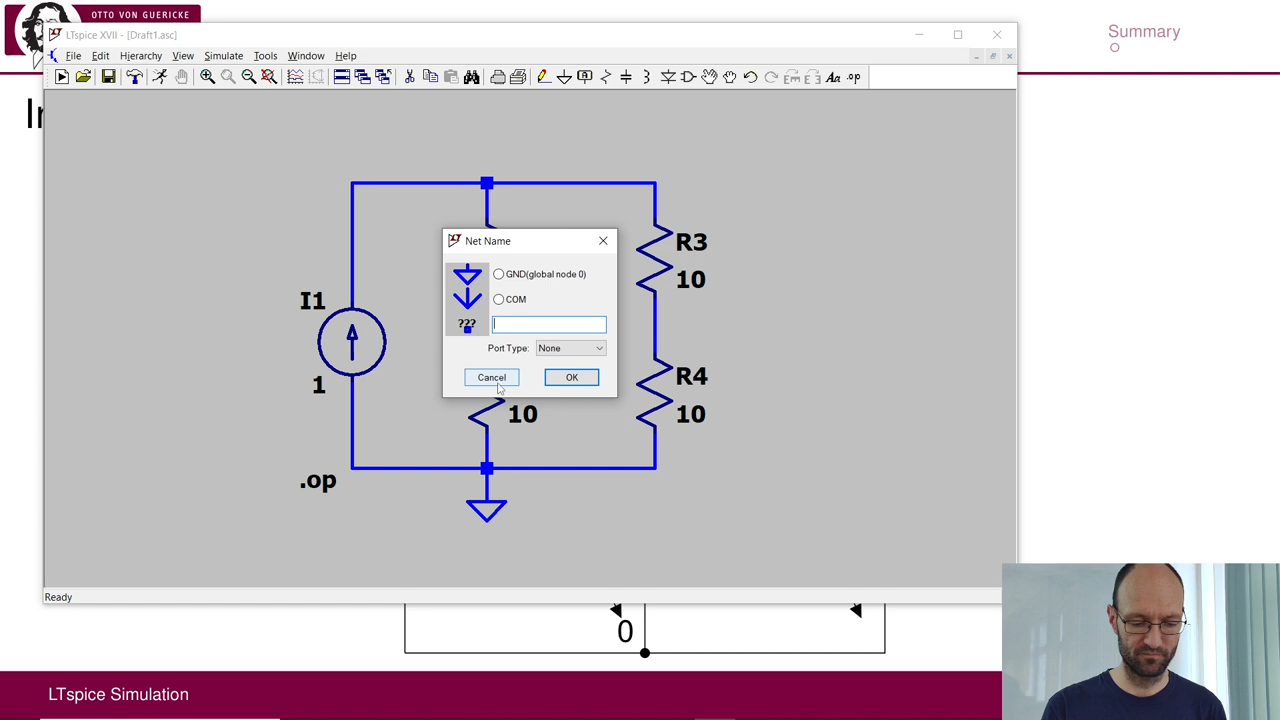 OTTO VON GUERICKE
Summary
LTspice XVII - [Draft1.asc]
File Edit Hierarchy View Simulate Tools Window Help
Aa .op
I1
1
R3
10
Net Name
GND(global node 0)
COM
???
Port Type: None
Cancel OK
10
R4
10
.op
Ready
0
LTspice Simulation